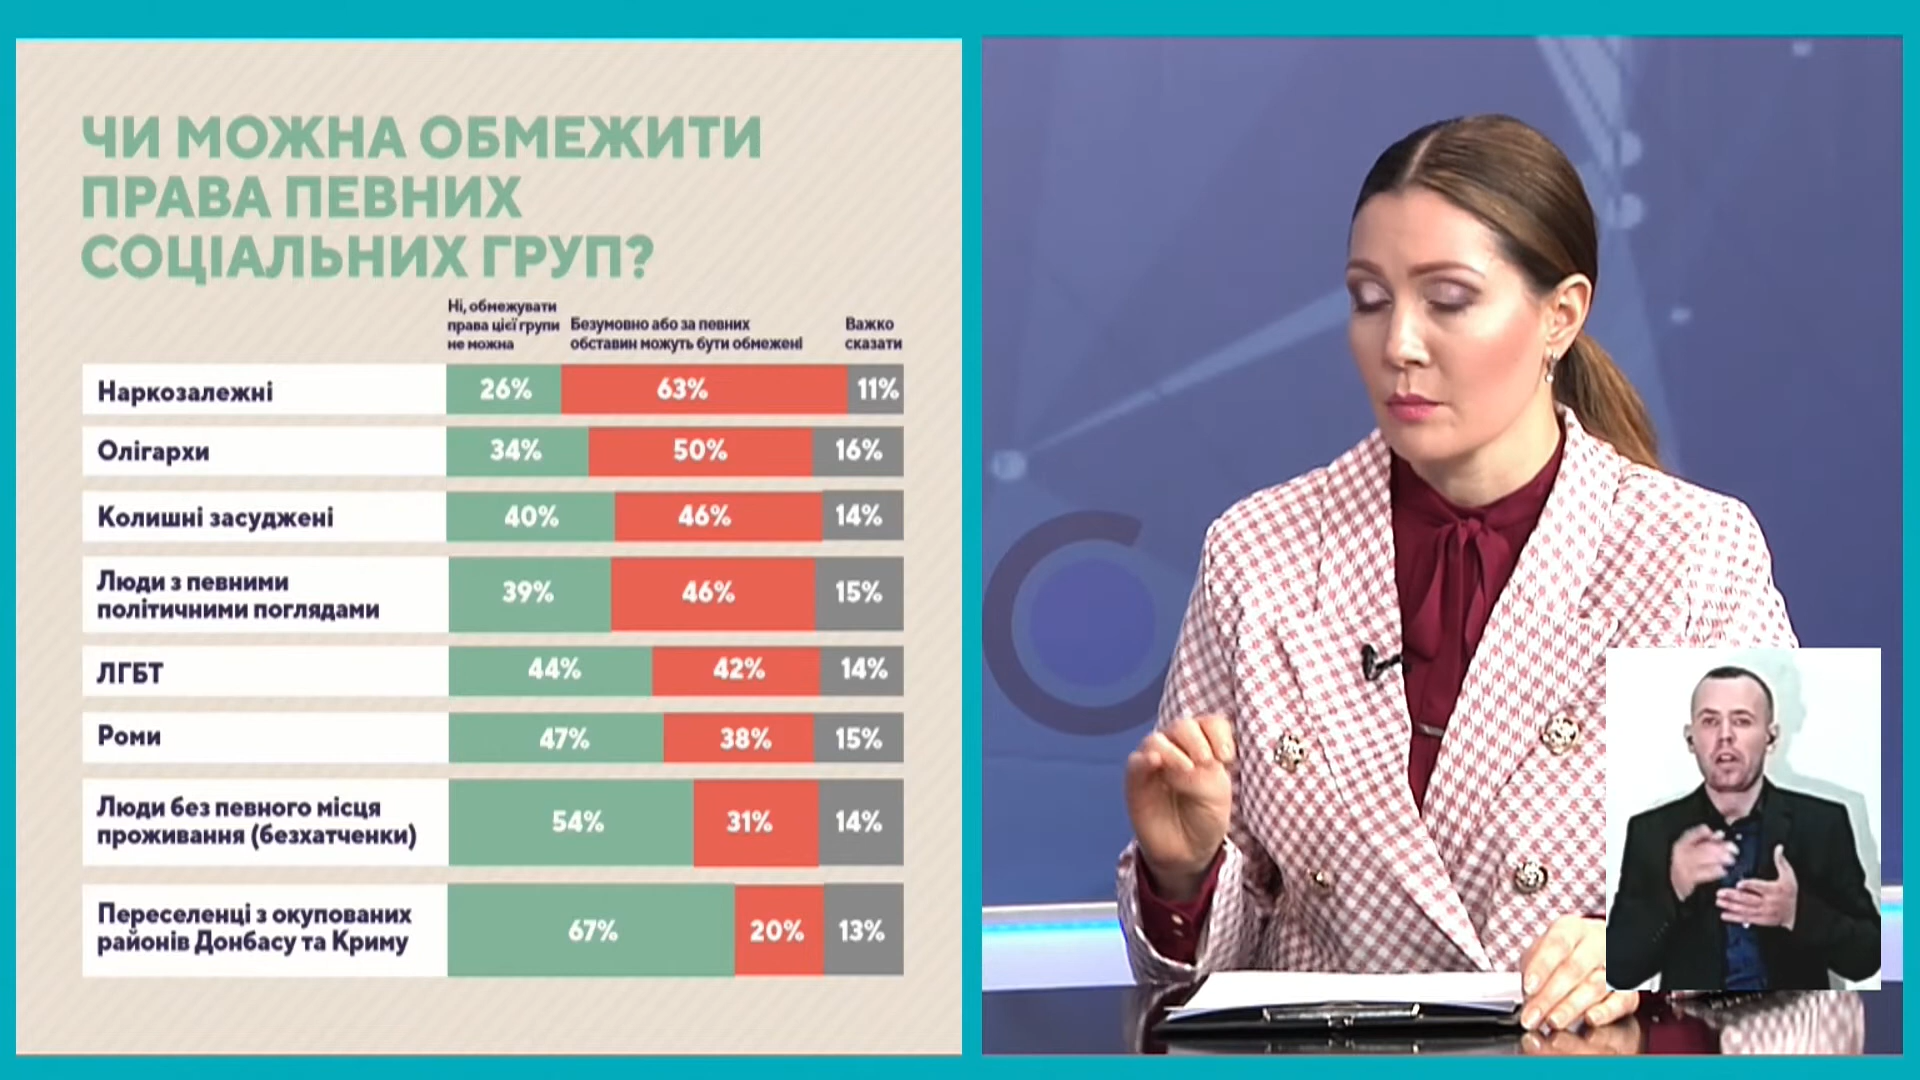 ЧИ МОЖНА ОБМЕЖИТИ
ПРАВА ПЕВНИХ
СОЦІАЛЬНИХ ГРУП?
Ні, обмежувати
права цієї групи
не можна
Безумовно або за певних
обставин можуть бути обмежені
Важко
сказати
Наркозалежні 26% 63% 11%
Олігархи 34% 50% 16%
Колишні засуджені 40% 46% 14%
Люди з певними
політичними поглядами 39% 46% 15%
ЛГБТ 44% 42% 14%
Роми 47% 38% 15%
Люди без певного місця
проживання (безхатченки) 54% 31% 14%
Переселенці з окупованих
районів Донбасу та Криму 67% 20% 13%